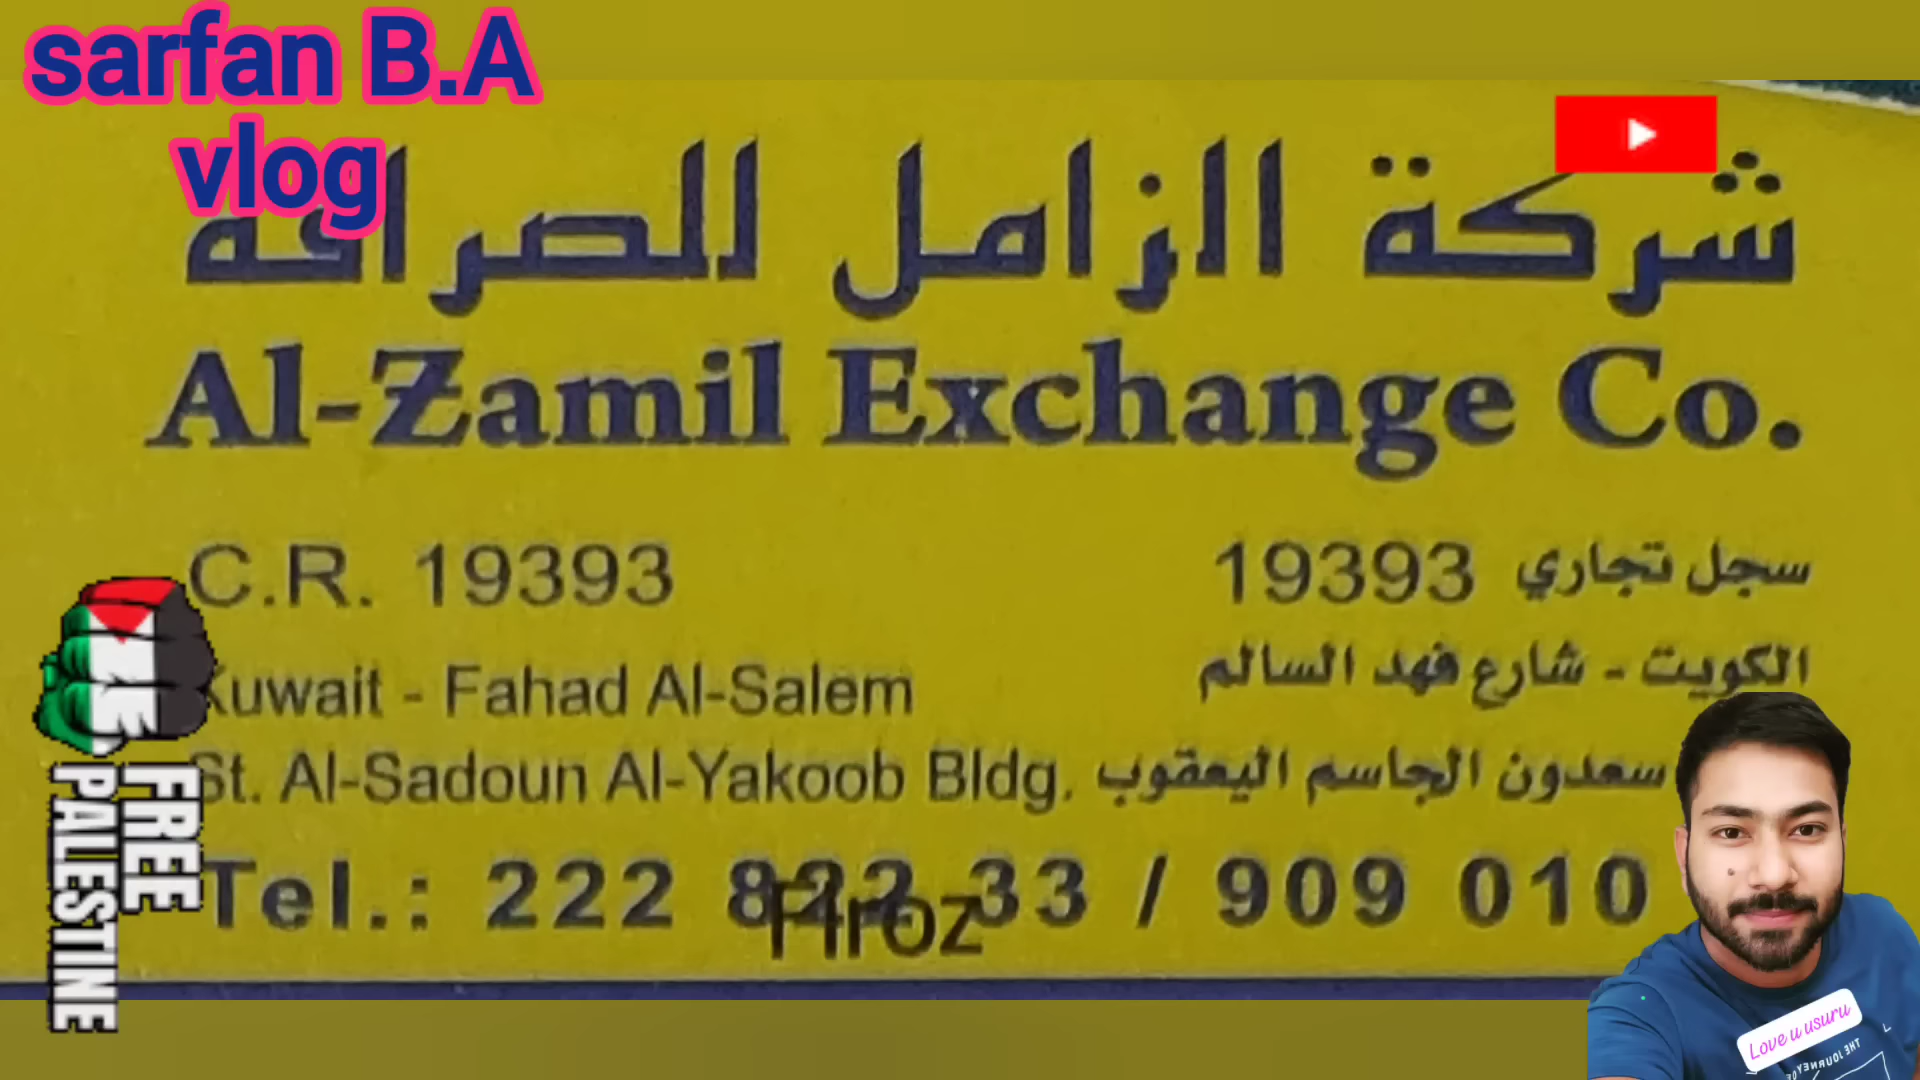 sarfan B.A
vlog
شركة الزامل للصرافة
Al-Zamil Exchange Co.
C.R. 19393
سجل تجاري 19393
Kuwait - Fahad Al-Salem
الكويت - شارع فهد السالم
St. Al-Sadoun Al-Yakoob Bldg.
سعدون الجاسم اليعقوب
Tel.: 222 822 33 / 909 010
Firoz
FREE
PALESTINE
Love u usuru